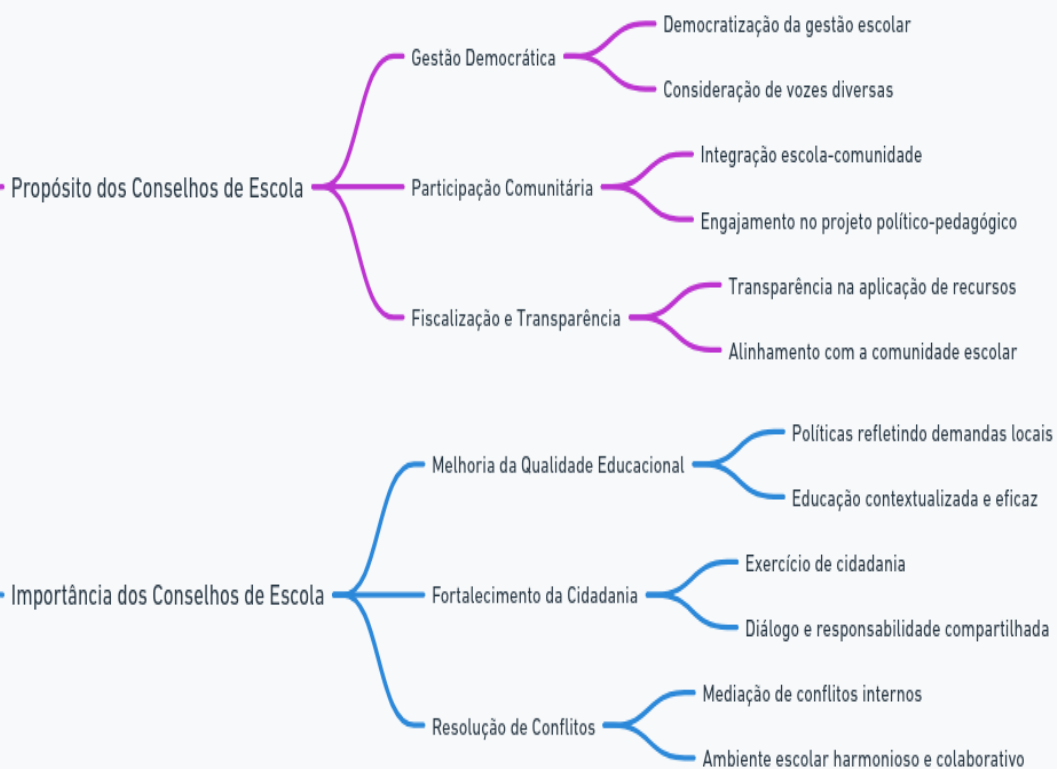 Propósito dos Conselhos de Escola
Gestão Democrática
Democratização da gestão escolar
Consideração de vozes diversas
Participação Comunitária
Integração escola-comunidade
Engajamento no projeto político-pedagógico
Fiscalização e Transparência
Transparência na aplicação de recursos
Alinhamento com a comunidade escolar
Importância dos Conselhos de Escola
Melhoria da Qualidade Educacional
Políticas refletindo demandas locais
Educação contextualizada e eficaz
Fortalecimento da Cidadania
Exercício de cidadania
Diálogo e responsabilidade compartilhada
Resolução de Conflitos
Mediação de conflitos internos
Ambiente escolar harmonioso e colaborativo